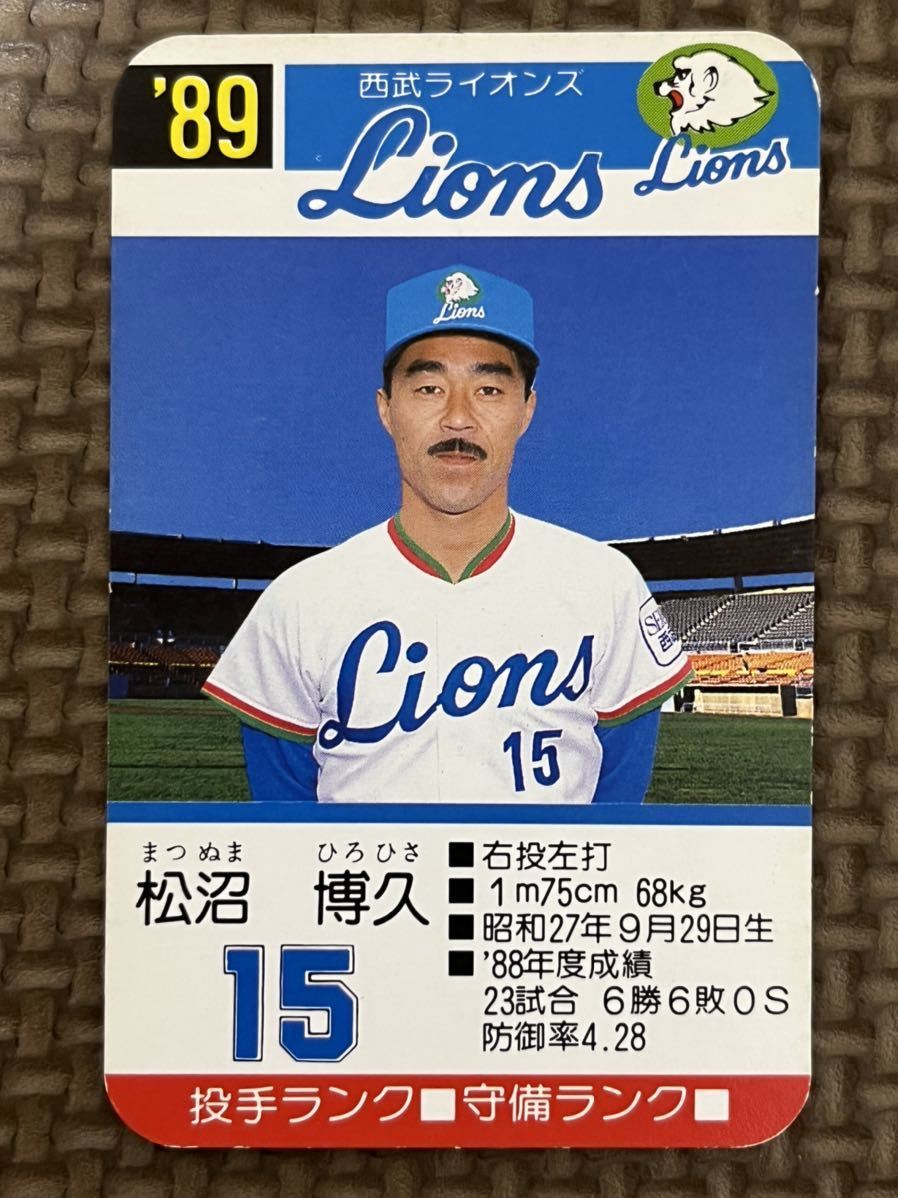 '89
西武ライオンズ
Lions
Lions
Lions
Lions
15
まつ ぬま ひろ ひさ
松沼 博久
15
■右投左打
■1m75cm 68kg
■昭和27年9月29日生
■'88年度成績
23試合 6勝6敗0S
防御率4.28
投手ランク■守備ランク■